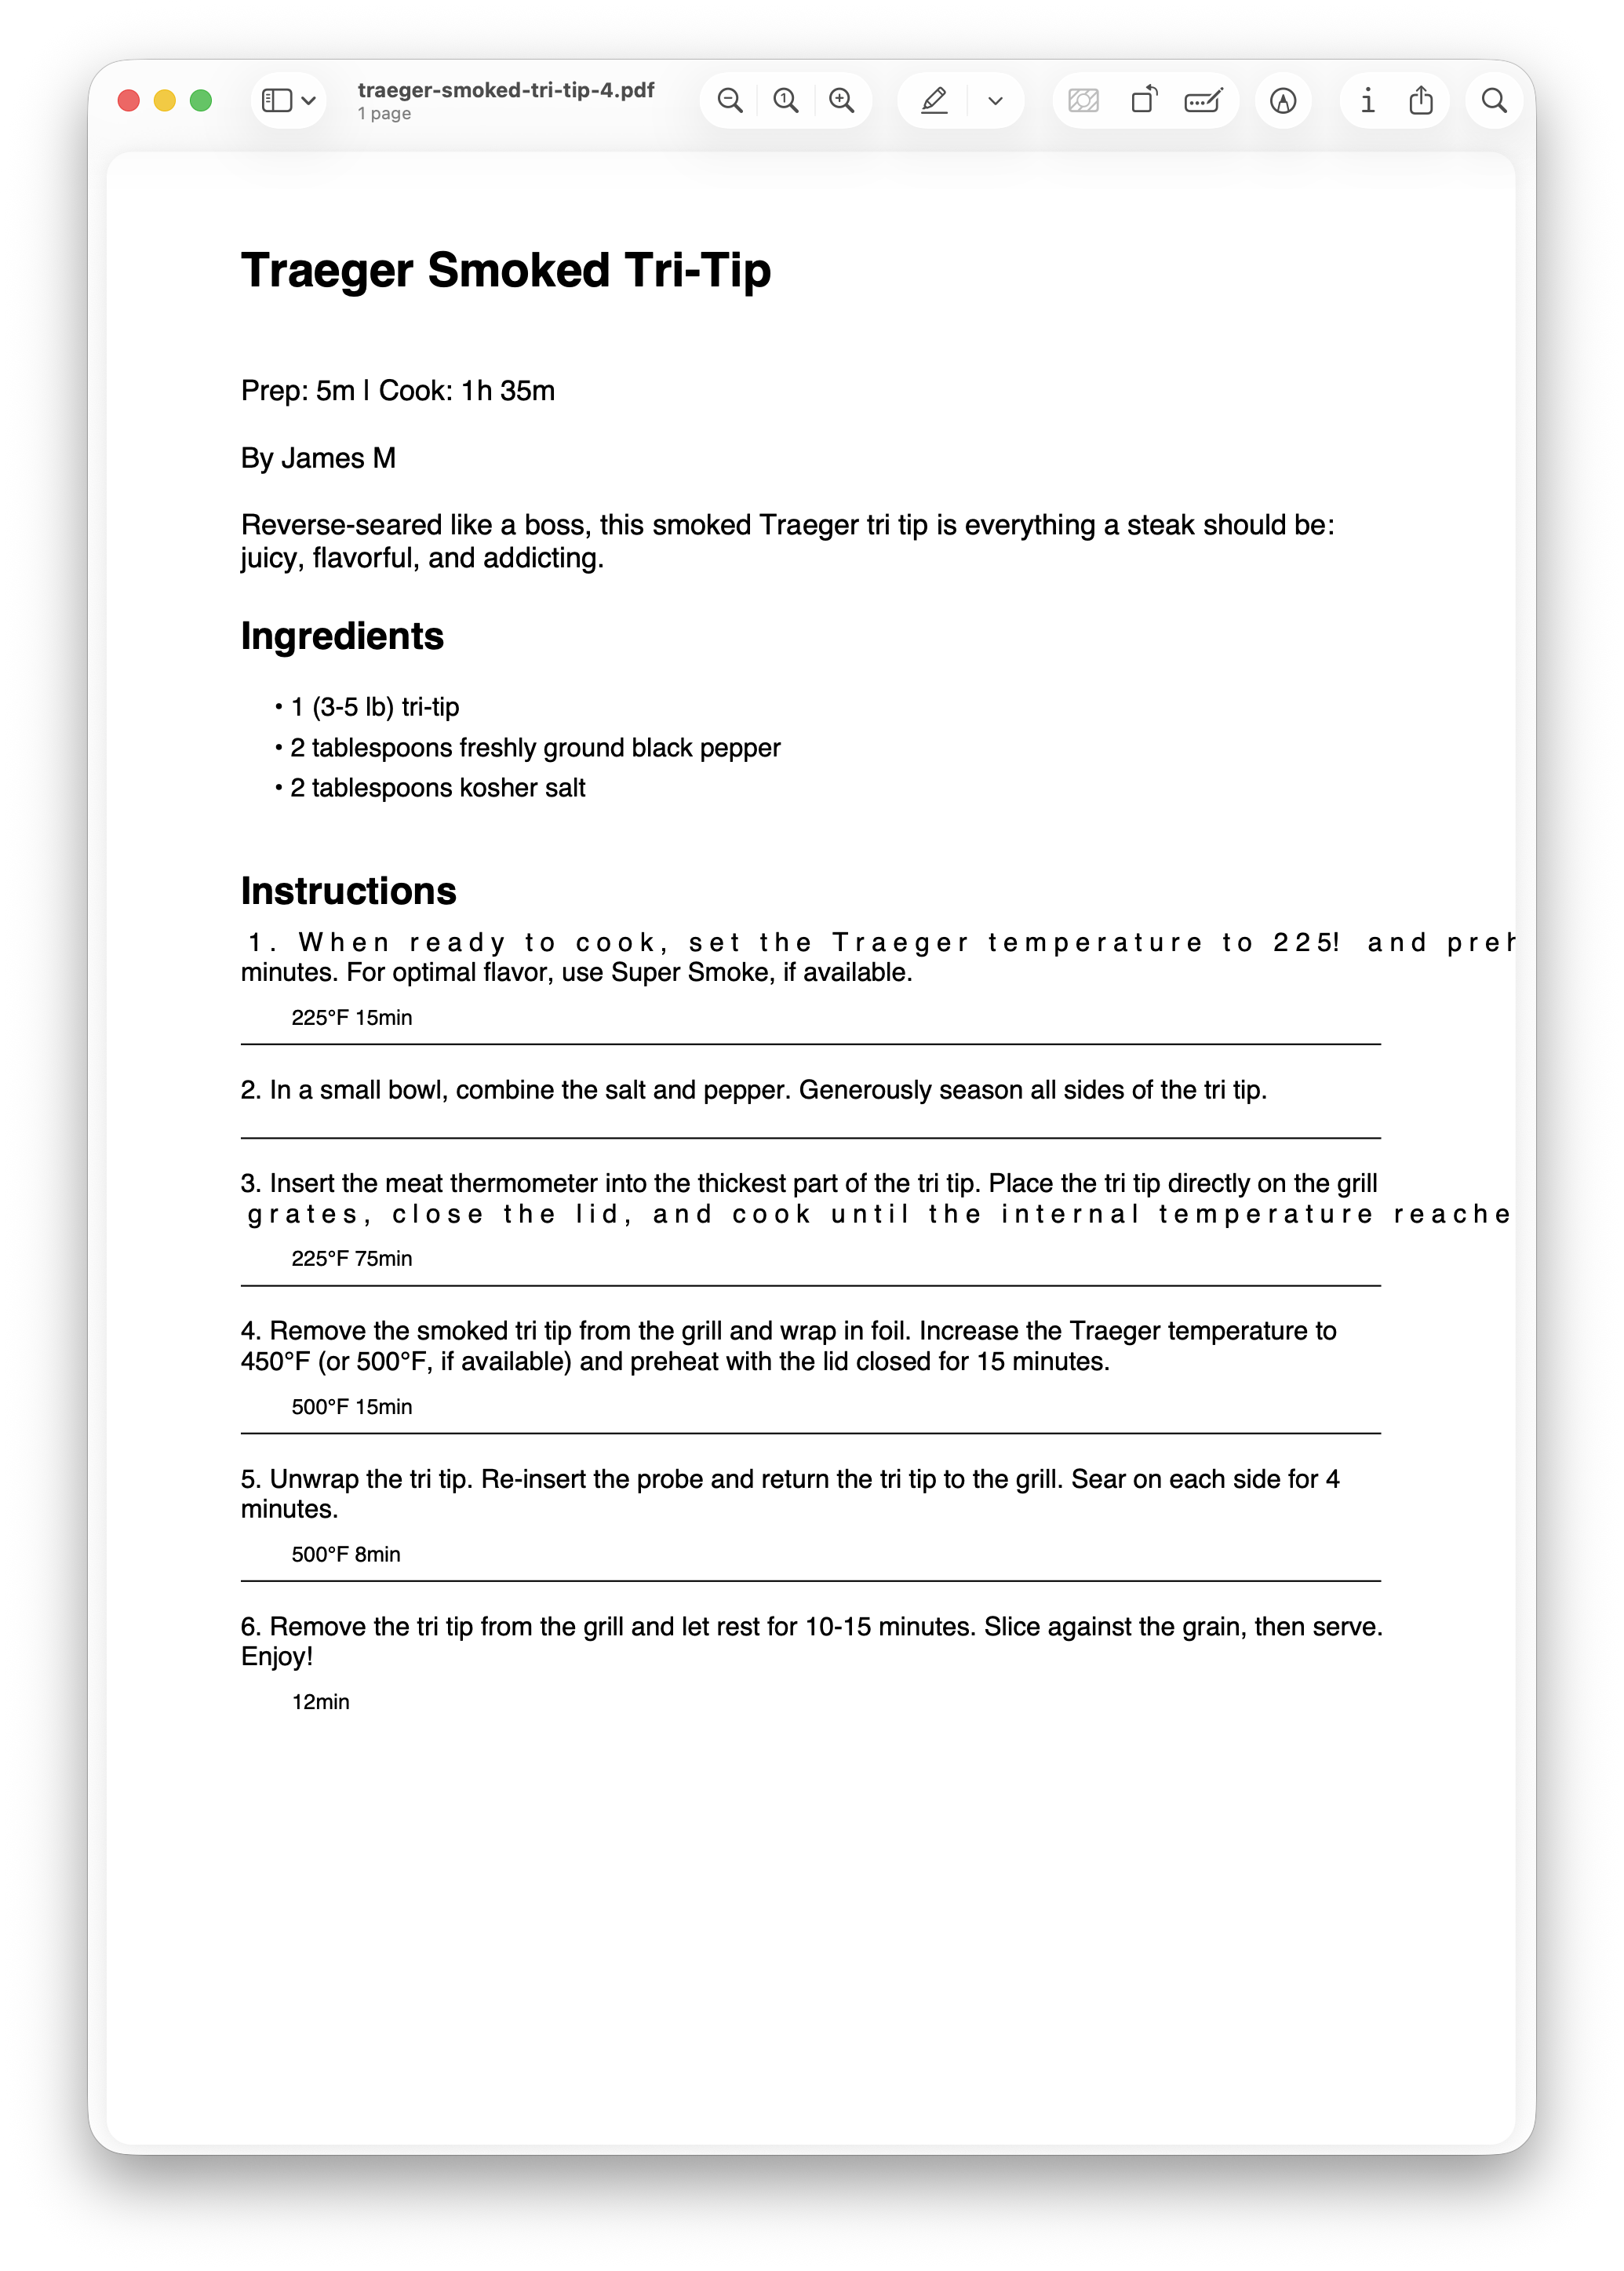 traeger-smoked-tri-tip-4.pdf
1 page
Traeger Smoked Tri-Tip
Prep: 5m | Cook: 1h 35m
By James M
Reverse-seared like a boss, this smoked Traeger tri tip is everything a steak should be:
juicy, flavorful, and addicting.
Ingredients
• 1 (3-5 lb) tri-tip
• 2 tablespoons freshly ground black pepper
• 2 tablespoons kosher salt
Instructions
1. When ready to cook, set the Traeger temperature to 225! and
minutes. For optimal flavor, use Super Smoke, if available.
225°F 15min
2. In a small bowl, combine the salt and pepper. Generously season all sides of the tri tip.
3. Insert the meat thermometer into the thickest part of the tri tip. Place the tri tip directly on the grill
grates, close the lid, and cook until the internal temperature reache
225°F 75min
4. Remove the smoked tri tip from the grill and wrap in foil. Increase the Traeger temperature to
450°F (or 500°F, if available) and preheat with the lid closed for 15 minutes.
500°F 15min
5. Unwrap the tri tip. Re-insert the probe and return the tri tip to the grill. Sear on each side for 4
minutes.
500°F 8min
6. Remove the tri tip from the grill and let rest for 10-15 minutes. Slice against the grain, then serve.
Enjoy!
12min